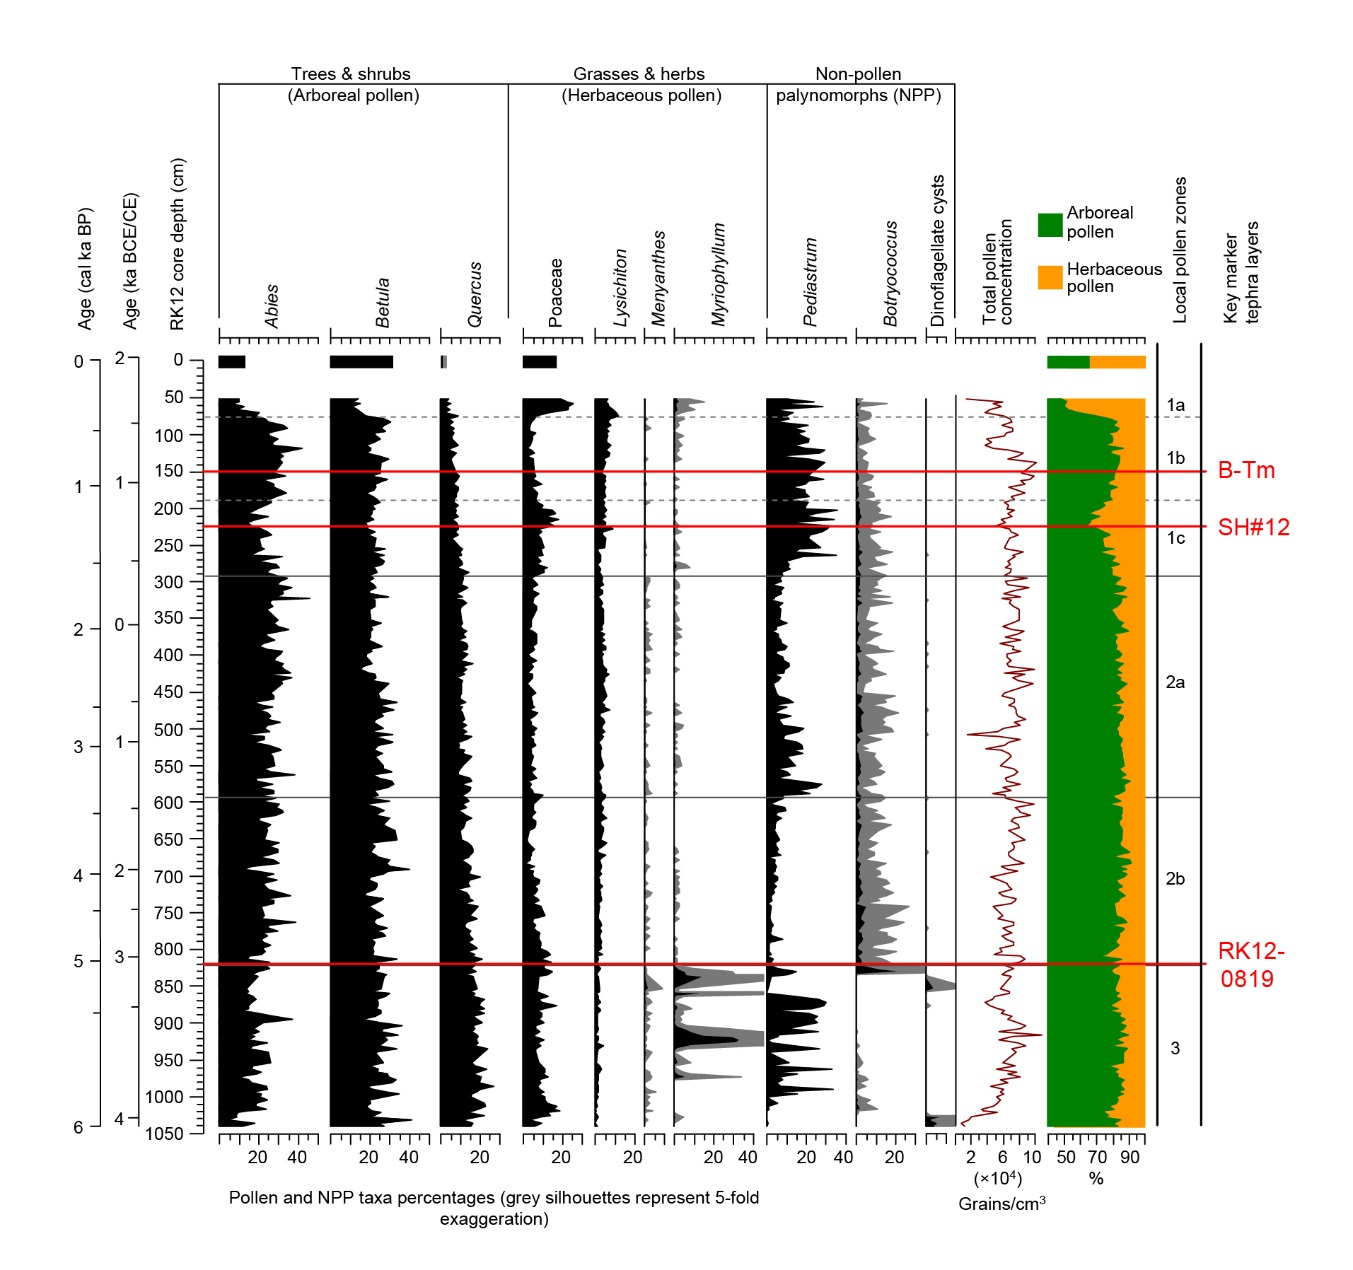 Trees & shrubs
(Arboreal pollen)
Grasses & herbs
(Herbaceous pollen)
Non-pollen
palynomorphs (NPP)
Age (cal ka BP)
Age (ka BCE/CE)
RK12 core depth (cm)
Abies
Betula
Quercus
Poaceae
Lysichiton
Menyanthes
Myriophyllum
Pediastrum
Botryococcus
Dinoflagellate cysts
Total pollen
concentration
Arboreal
pollen
Herbaceous
pollen
Local pollen zones
Key marker
tephra layers
0
1
2
3
4
5
6
2
1
0
1
2
3
4
0
50
100
150
200
250
300
350
400
450
500
550
600
650
700
750
800
850
900
950
1000
1050
1a
1b
1c
2a
2b
3
B-Tm
SH#12
RK12-
0819
20 40 20 40 20 20 20 20 40 20 40 20 2 6 10 50 70 90
(×10⁴)
Grains/cm³
%
Pollen and NPP taxa percentages (grey silhouettes represent 5-fold
exaggeration)